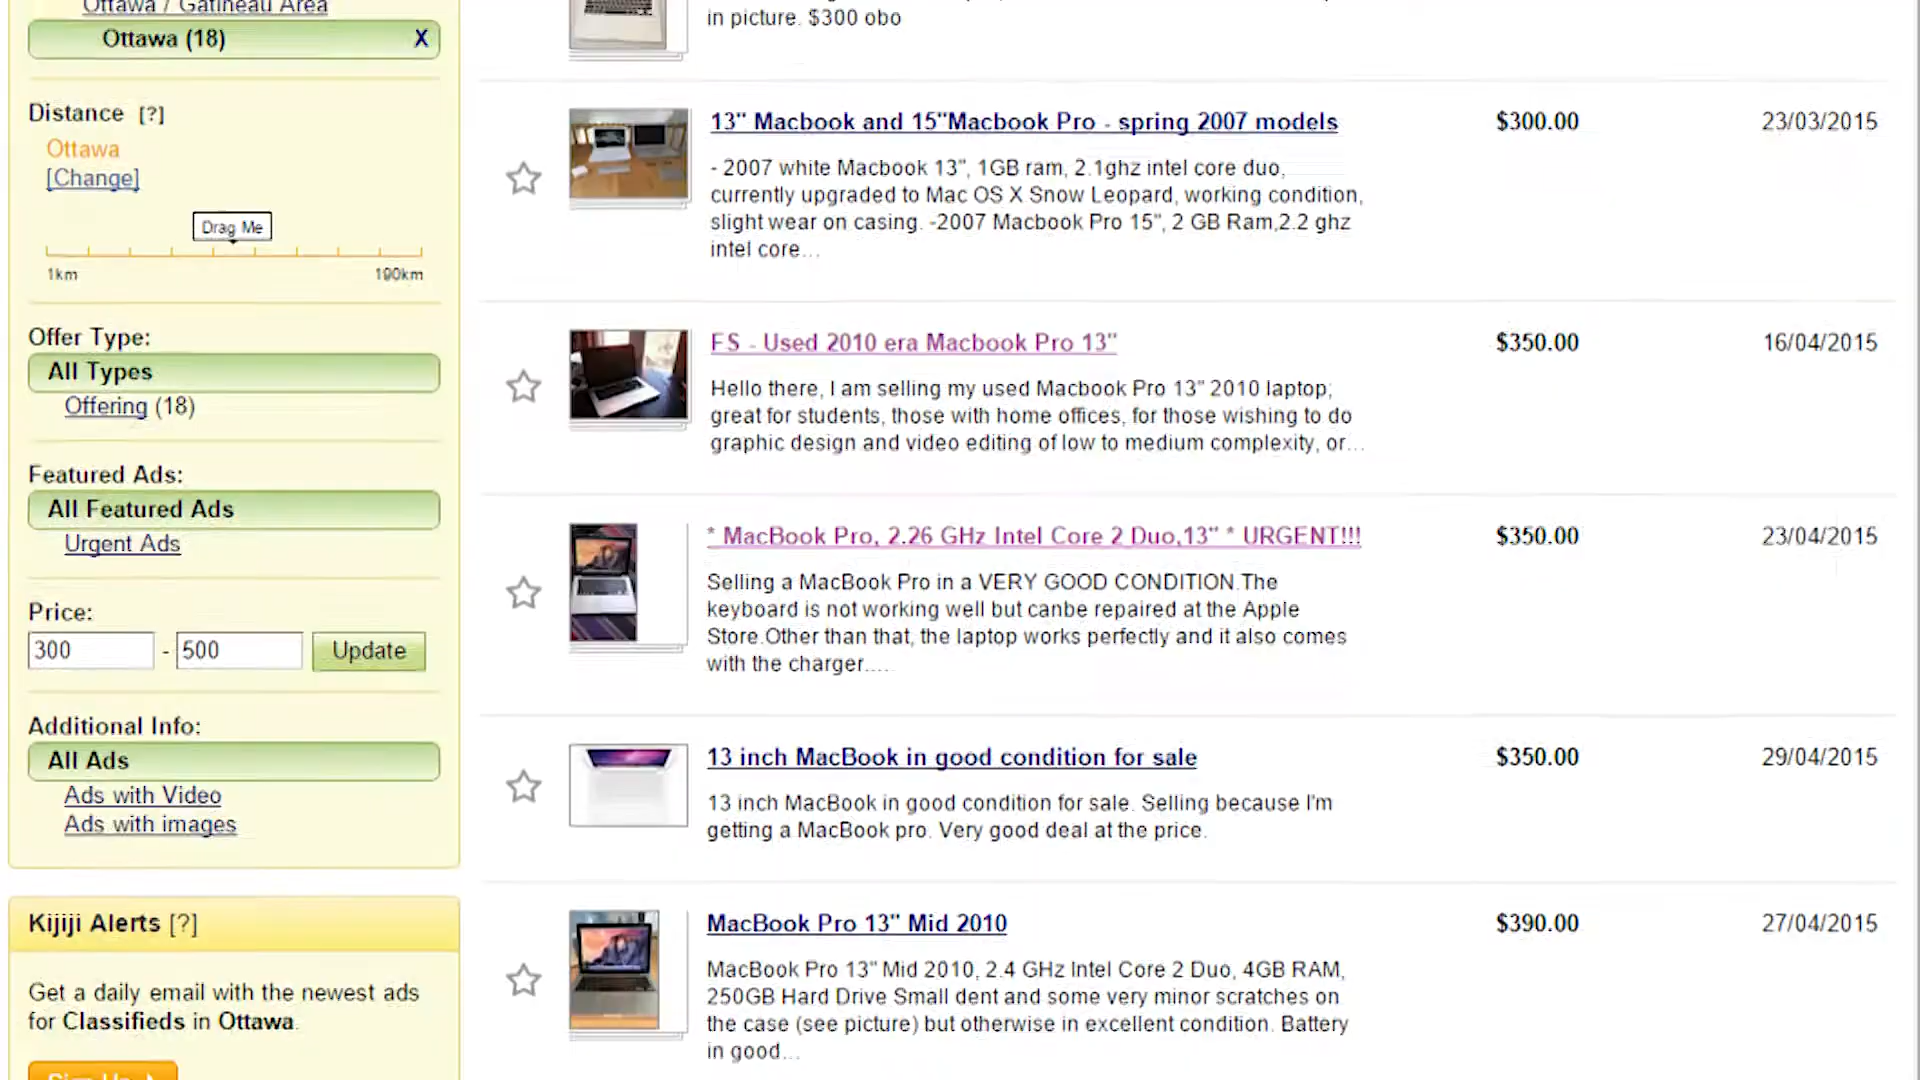 Ottawa / Gatineau Area
Ottawa (18) X
Distance [?]
Ottawa
[Change]
Drag Me
1km 190km
Offer Type:
All Types
Offering (18)
Featured Ads:
All Featured Ads
Urgent Ads
Price:
300 - 500 Update
Additional Info:
All Ads
Ads with Video
Ads with images
Kijiji Alerts [?]
Get a daily email with the newest ads
for Classifieds in Ottawa.
Sign Up
in picture. $300 obo
13" Macbook and 15"Macbook Pro - spring 2007 models $300.00 23/03/2015
- 2007 white Macbook 13", 1GB ram, 2.1ghz intel core duo,
currently upgraded to Mac OS X Snow Leopard, working condition,
slight wear on casing. -2007 Macbook Pro 15", 2 GB Ram,2.2 ghz
intel core...
FS - Used 2010 era Macbook Pro 13" $350.00 16/04/2015
Hello there, I am selling my used Macbook Pro 13" 2010 laptop;
great for students, those with home offices, for those wishing to do
graphic design and video editing of low to medium complexity, or...
* MacBook Pro, 2.26 GHz Intel Core 2 Duo,13" * URGENT!!! $350.00 23/04/2015
Selling a MacBook Pro in a VERY GOOD CONDITION.The
keyboard is not working well but canbe repaired at the Apple
Store.Other than that, the laptop works perfectly and it also comes
with the charger....
13 inch MacBook in good condition for sale $350.00 29/04/2015
13 inch MacBook in good condition for sale. Selling because I'm
getting a MacBook pro. Very good deal at the price.
MacBook Pro 13" Mid 2010 $390.00 27/04/2015
MacBook Pro 13" Mid 2010, 2.4 GHz Intel Core 2 Duo, 4GB RAM,
250GB Hard Drive Small dent and some very minor scratches on
the case (see picture) but otherwise in excellent condition. Battery
in good...